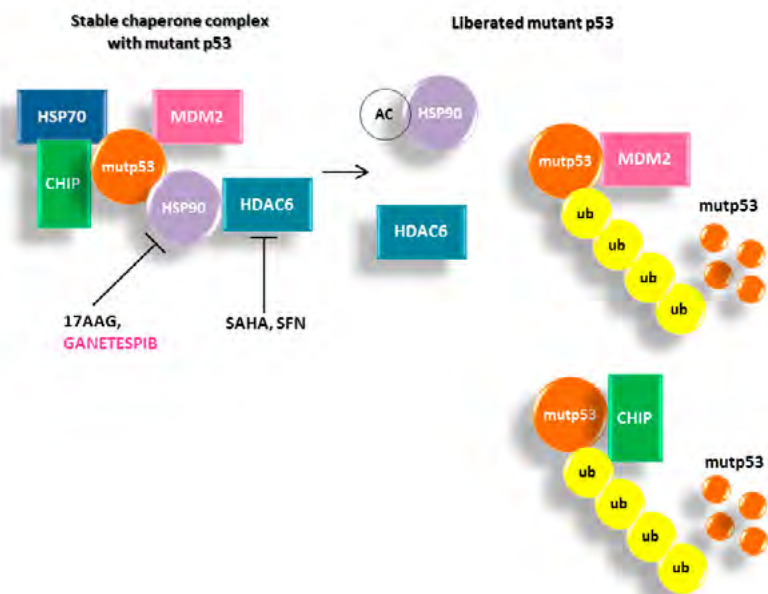 Stable chaperone complex
with mutant p53
Liberated mutant p53
HSP70
MDM2
CHIP
mutp53
HSP90
HDAC6
17AAG,
GANETESPIB
SAHA, SFN
AC
HSP90
HDAC6
mutp53
MDM2
ub
ub
ub
ub
mutp53
mutp53
CHIP
ub
ub
ub
ub
mutp53